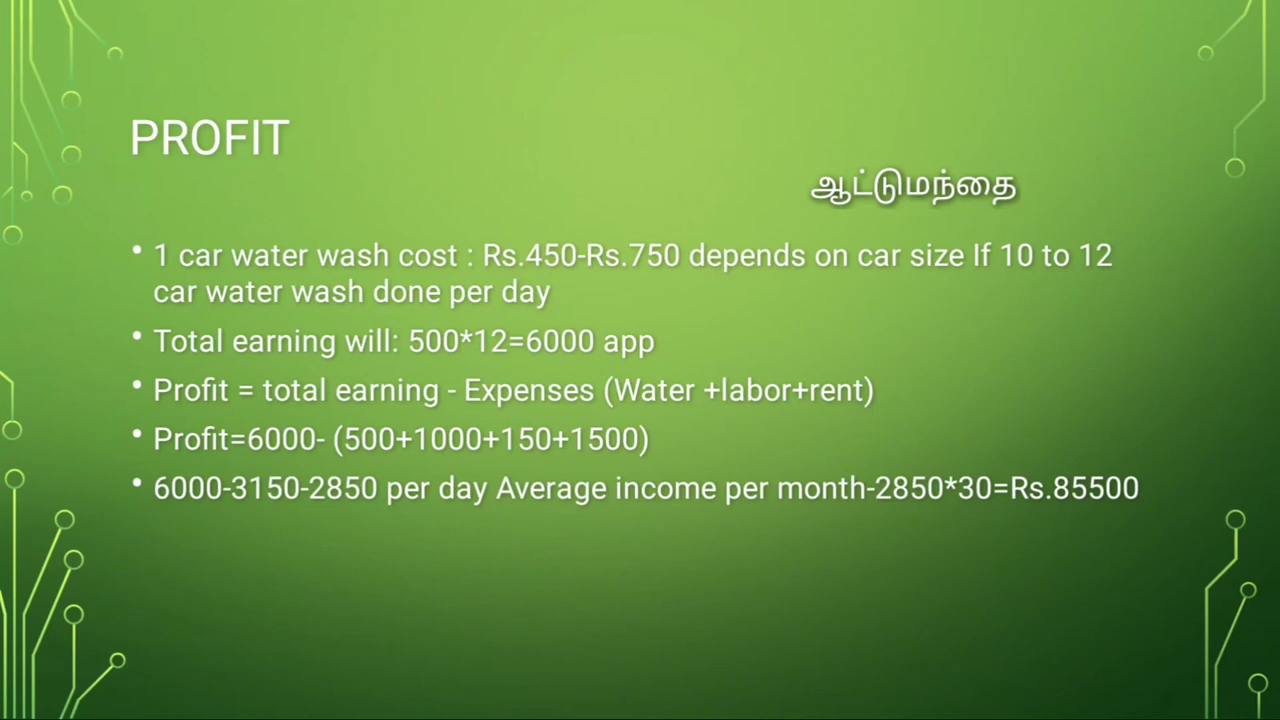 PROFIT
ஆட்டுமந்தை
• 1 car water wash cost : Rs.450-Rs.750 depends on car size If 10 to 12
car water wash done per day
• Total earning will: 500*12=6000 app
• Profit = total earning - Expenses (Water +labor+rent)
• Profit=6000- (500+1000+150+1500)
• 6000-3150-2850 per day Average income per month-2850*30=Rs.85500